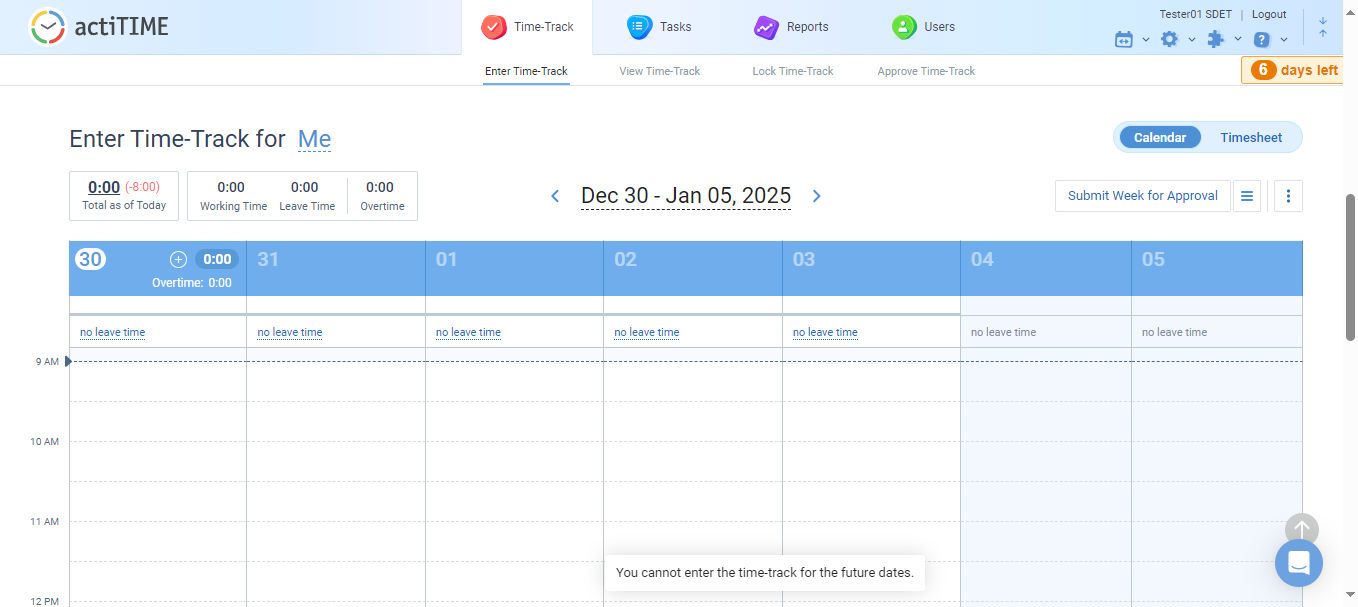 actiTIME
Time-Track
Tasks
Reports
Users
Tester01 SDET | Logout
?
Enter Time-Track
View Time-Track
Lock Time-Track
Approve Time-Track
6 days left
Enter Time-Track for Me
Calendar
Timesheet
0:00 (-8:00)
Total as of Today
0:00
Working Time
0:00
Leave Time
0:00
Overtime
Dec 30 - Jan 05, 2025
Submit Week for Approval
30
0:00
Overtime: 0:00
31
01
02
03
04
05
no leave time
no leave time
no leave time
no leave time
no leave time
no leave time
no leave time
9 AM
10 AM
11 AM
You cannot enter the time-track for the future dates.
12 PM